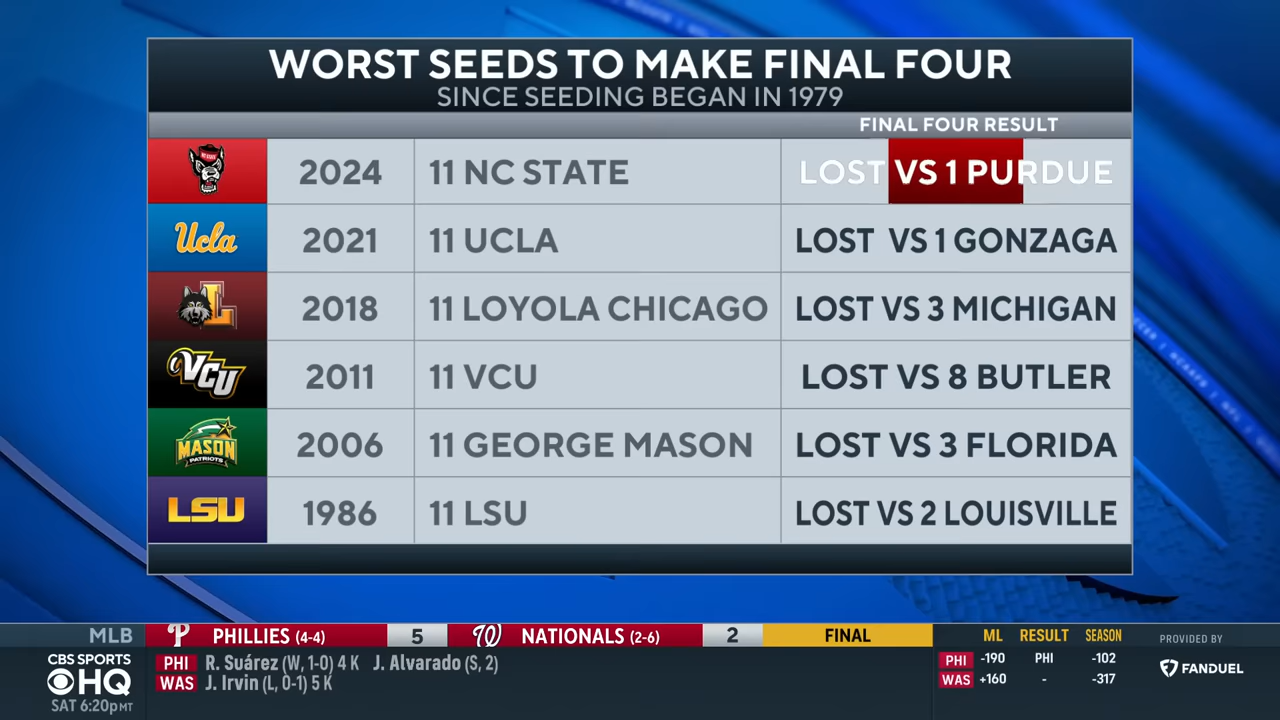 WORST SEEDS TO MAKE FINAL FOUR
SINCE SEEDING BEGAN IN 1979
FINAL FOUR RESULT
2024 11 NC STATE LOST VS 1 PURDUE
Ucla 2021 11 UCLA LOST VS 1 GONZAGA
L 2018 11 LOYOLA CHICAGO LOST VS 3 MICHIGAN
VCU 2011 11 VCU LOST VS 8 BUTLER
MASON PATRIOTS 2006 11 GEORGE MASON LOST VS 3 FLORIDA
LSU 1986 11 LSU LOST VS 2 LOUISVILLE
MLB P PHILLIES (4-4) 5 W NATIONALS (2-6) 2 FINAL
CBS SPORTS HQ
SAT 6:20PMT
PHI R. Suárez (W, 1-0) 4 K J. Alvarado (S, 2)
WAS J. Irvin (L, 0-1) 5 K
ML RESULT SEASON
PHI -190 PHI -102
WAS +160 - -317
PROVIDED BY
FANDUEL